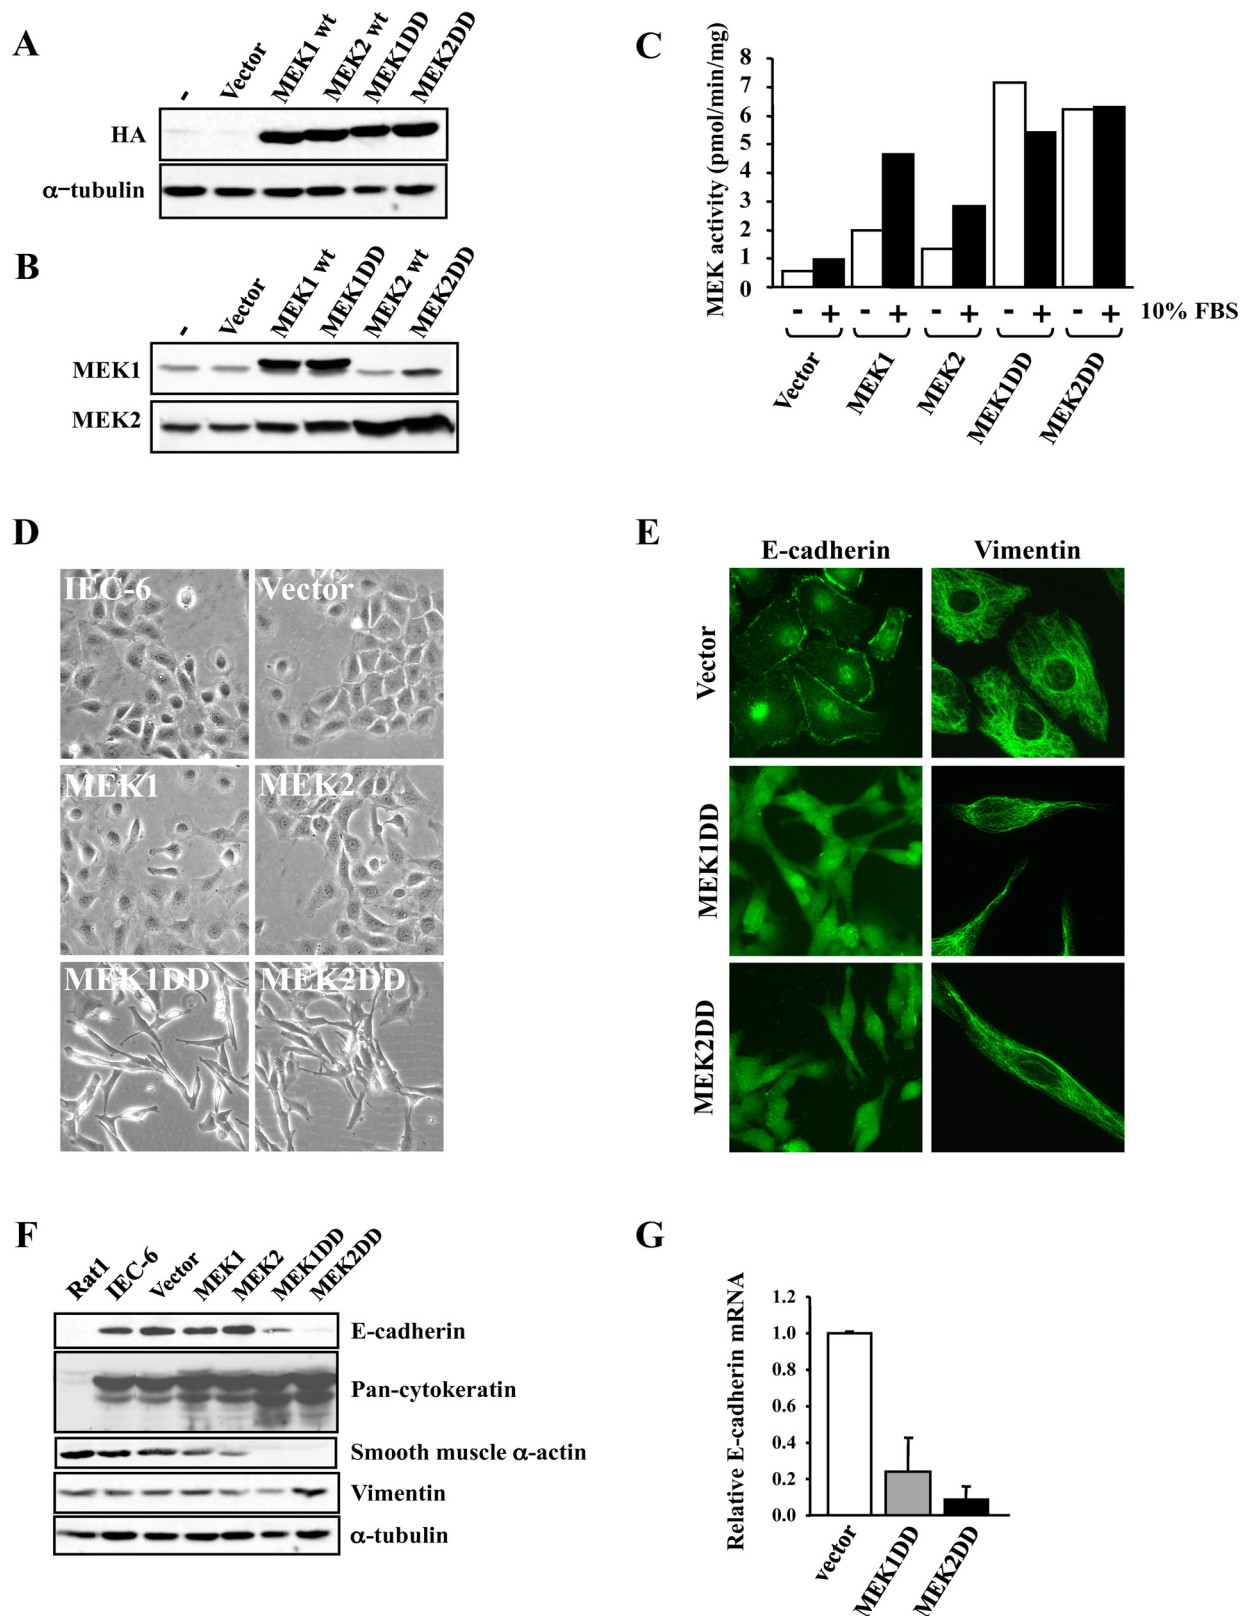 A
-
Vector
MEK1 wt
MEK2 wt
MEK1DD
MEK2DD
HA
α-tubulin
B
-
Vector
MEK1 wt
MEK1DD
MEK2 wt
MEK2DD
MEK1
MEK2
C
MEK activity (pmol/min/mg)
8
7
6
5
4
3
2
1
0
- + - + - + - + - + 10% FBS
Vector
MEK1
MEK2
MEK1DD
MEK2DD
D
IEC-6 Vector
MEK1 MEK2
MEK1DD MEK2DD
E
E-cadherin Vimentin
Vector
MEK1DD
MEK2DD
F
Rat1
IEC-6
Vector
MEK1
MEK2
MEK1DD
MEK2DD
E-cadherin
Pan-cytokeratin
Smooth muscle α-actin
Vimentin
α-tubulin
G
Relative E-cadherin mRNA
1.2
1.0
0.8
0.6
0.4
0.2
0.0
vector
MEK1DD
MEK2DD